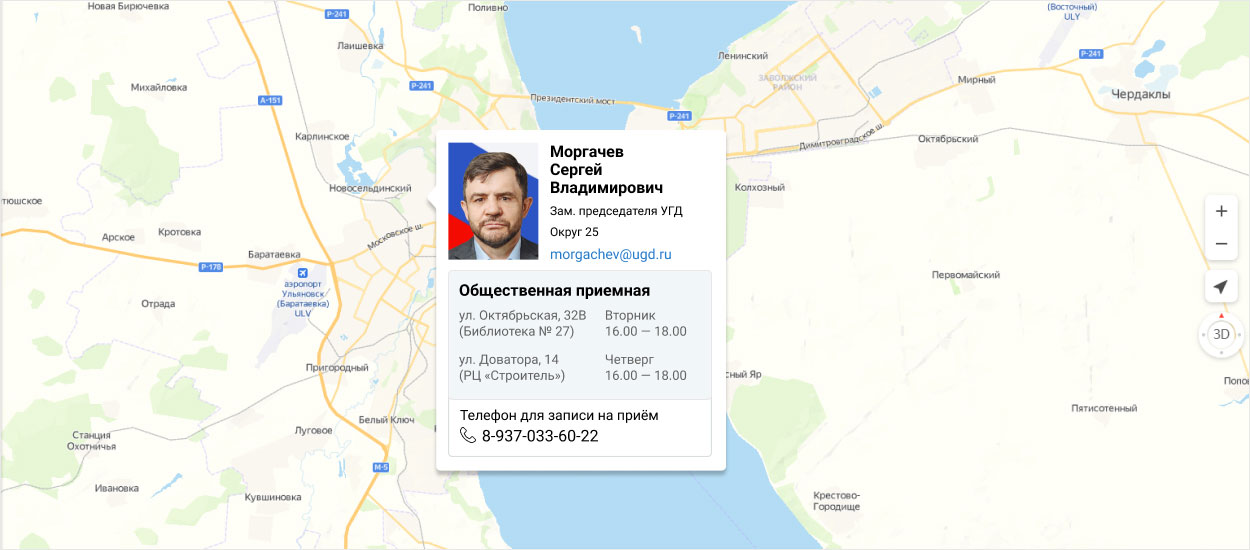 Новая Бирючевка
Поливно
(Восточный)
ULY
P-241
Лаишевка
Ленинский
ЗАВОЛЖСКИЙ
РАЙОН
Мирный
P-241
Чердаклы
Михайловка
P-241
A-151
Президентский мост
P-241
Карлинское
Димитровградское ш.
Октябрьский
Новосельдинский
Колхозный
тюшское
Арское
Кротовка
Московское ш.
Баратаевка
P-178
аэропорт
Ульяновск
(Баратаевка)
ULV
Отрада
Первомайский
Пригородный
сный Яр
Попо
Белый Ключ
Луговое
Пятисотенный
Станция
Охотничья
M-5
Ивановка
Кувшиновка
Крестово-
Городище
Моргачев
Сергей
Владимирович
Зам. председателя УГД
Округ 25
morgachev@ugd.ru
Общественная приемная
ул. Октябрьская, 32В
(Библиотека № 27)
Вторник
16.00 — 18.00
ул. Доватора, 14
(РЦ «Строитель»)
Четверг
16.00 — 18.00
Телефон для записи на приём
8-937-033-60-22
+
−
3D